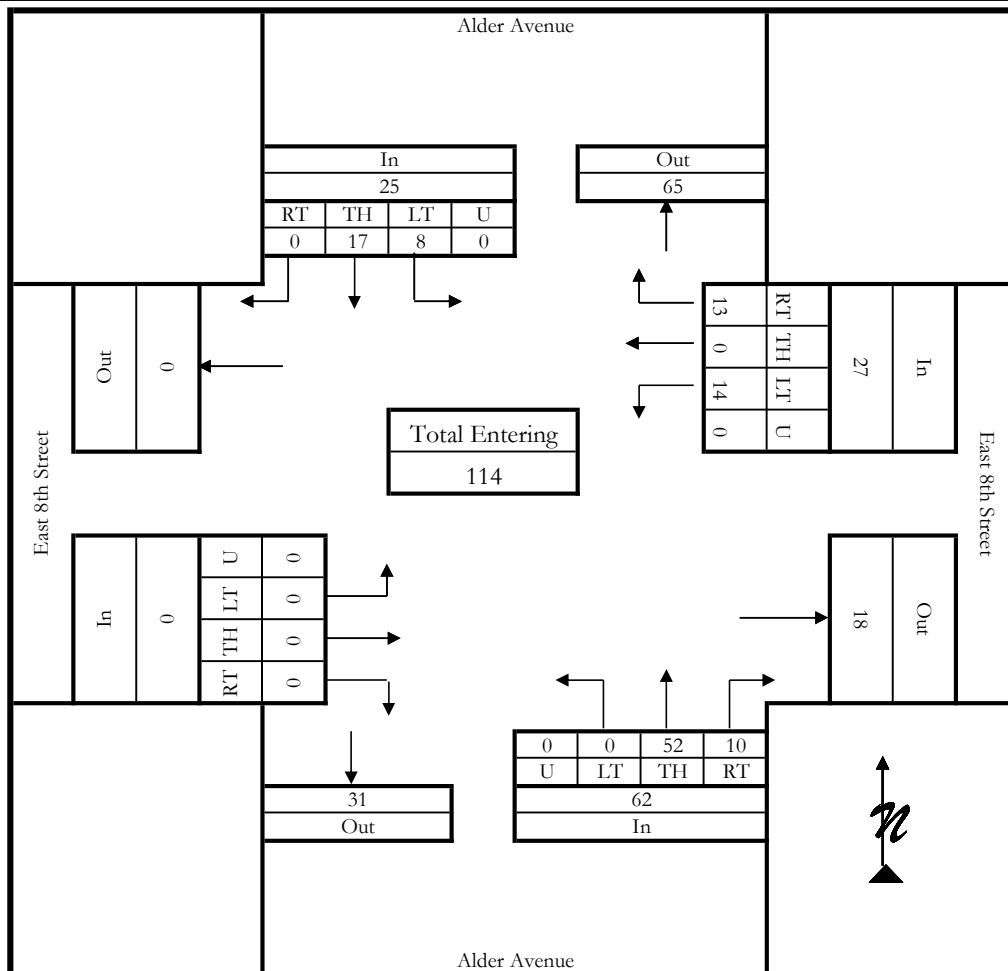 Alder Avenue
In
25
RT TH LT U
0 17 8 0
Out
65
Out 0
East 8th Street
13 RT
0 TH
14 LT
0 U
27 In
East 8th Street
Total Entering
114
In 0
U 0
LT 0
TH 0
RT 0
18 Out
31
Out
0 0 52 10
U LT TH RT
62
In
n
Alder Avenue